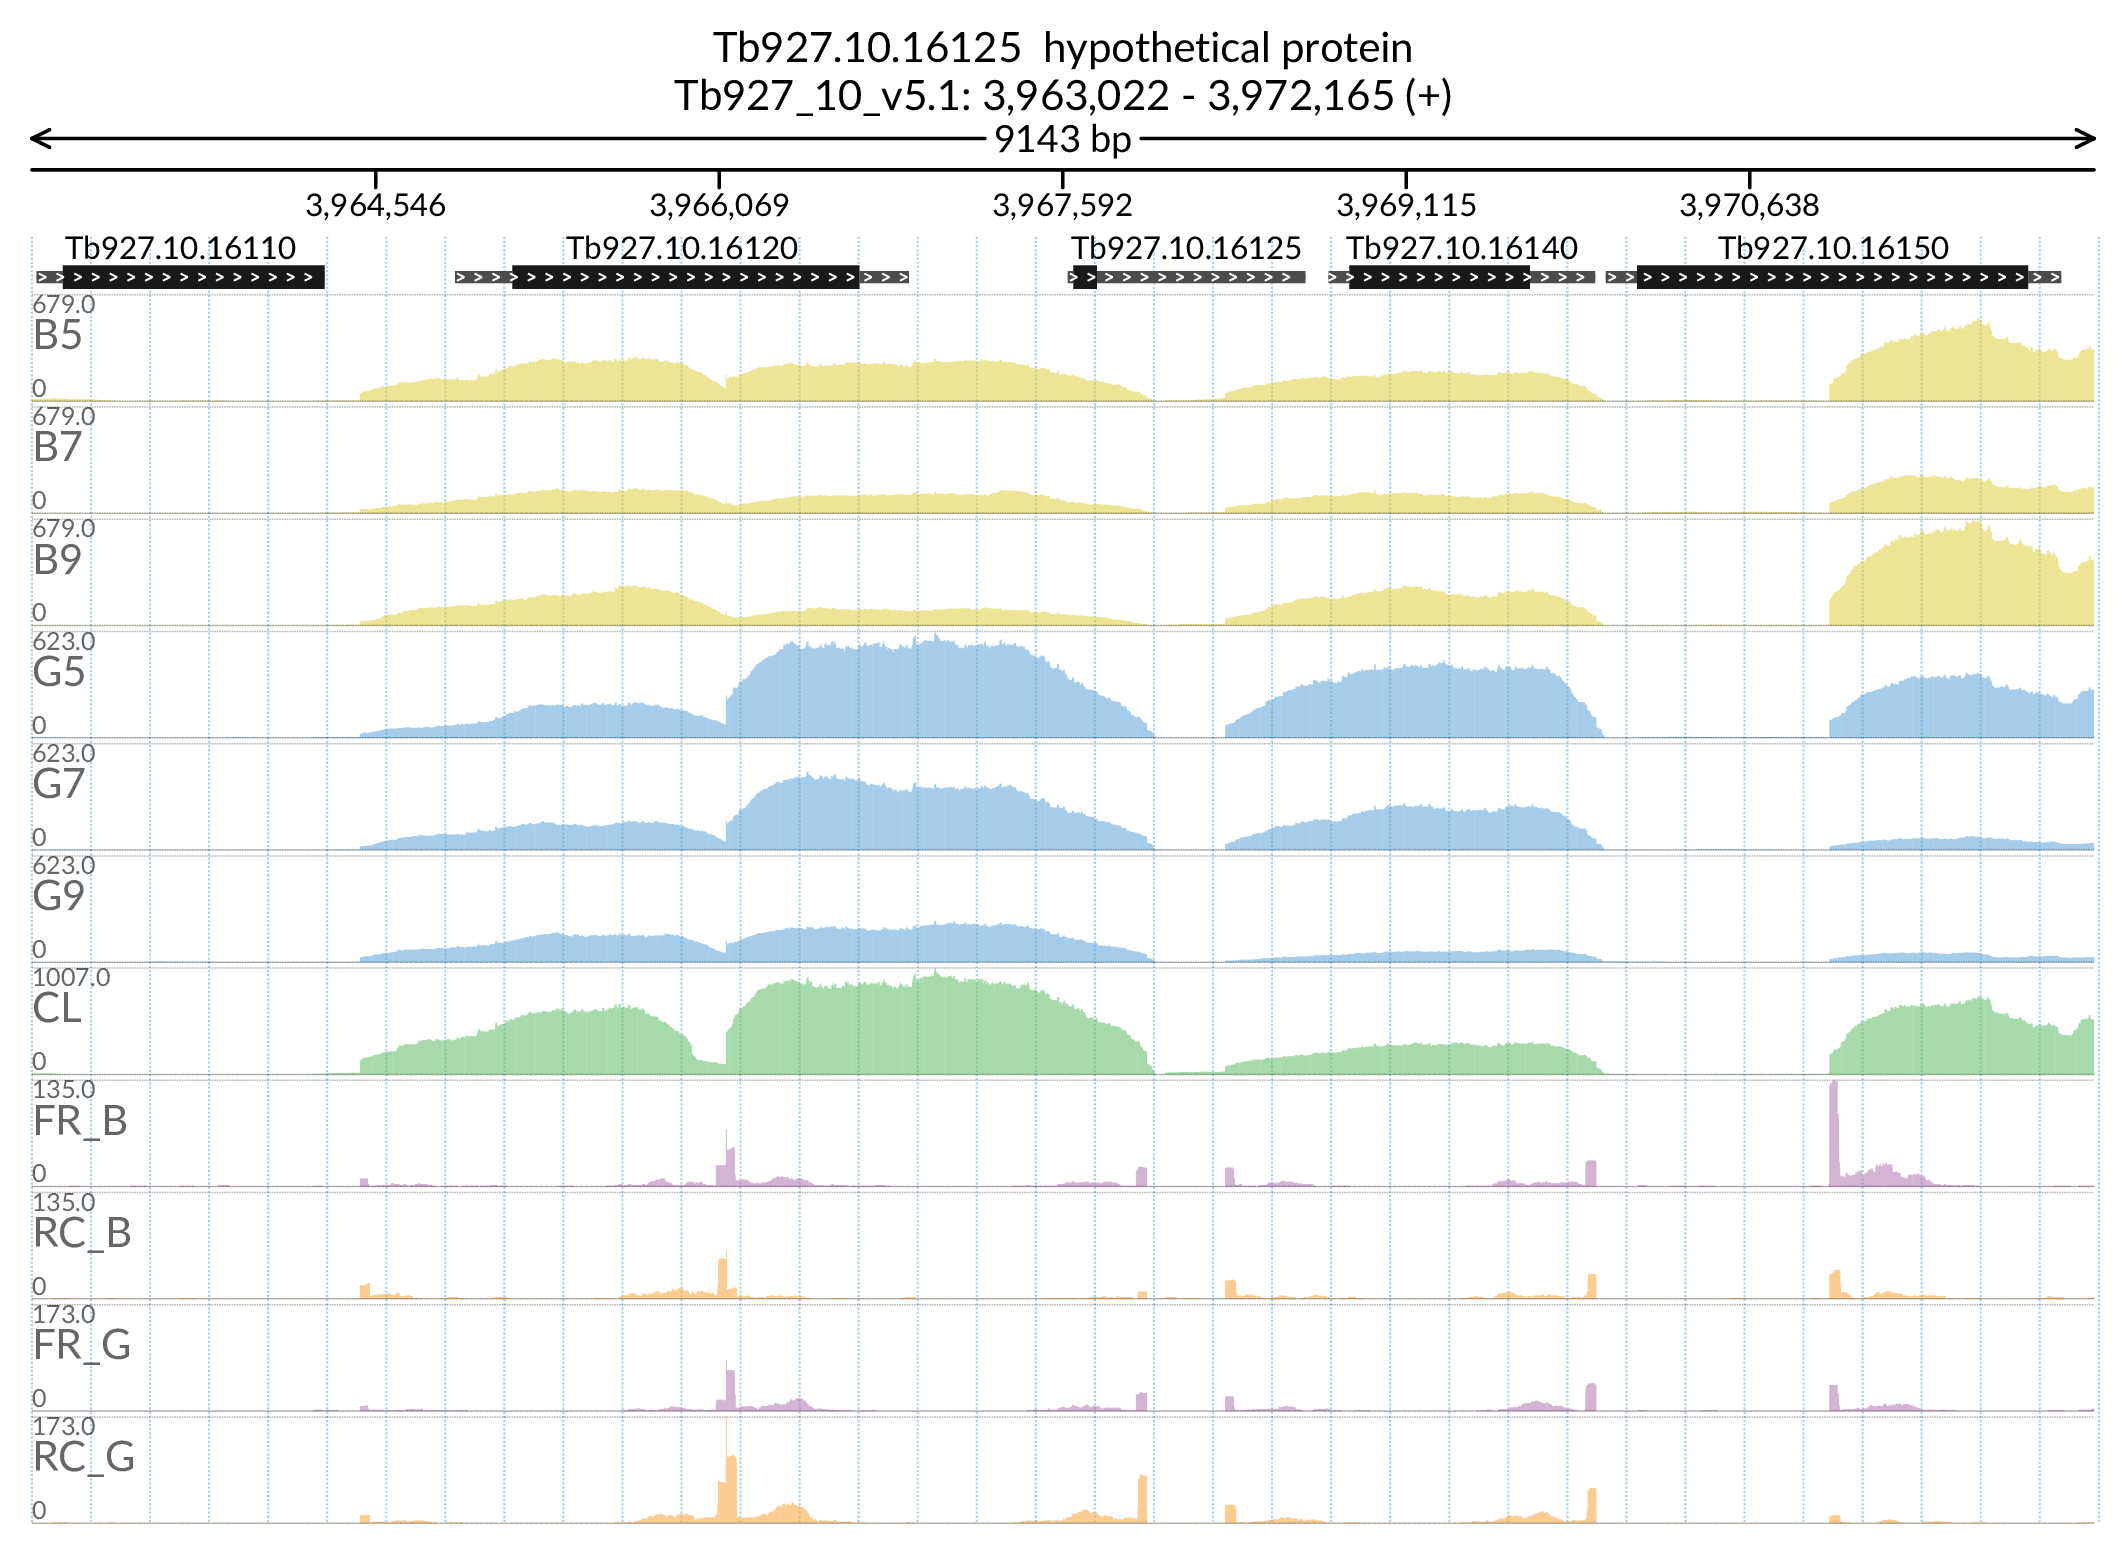 Tb927.10.16125  hypothetical protein
Tb927_10_v5.1: 3,963,022 - 3,972,165 (+)
9143 bp
3,964,546 3,966,069 3,967,592 3,969,115 3,970,638
Tb927.10.16110 Tb927.10.16120 Tb927.10.16125 Tb927.10.16140 Tb927.10.16150
679.0
B5
0
679.0
B7
0
679.0
B9
0
623.0
G5
0
623.0
G7
0
623.0
G9
0
1007.0
CL
0
135.0
FR_B
0
135.0
RC_B
0
173.0
FR_G
0
173.0
RC_G
0